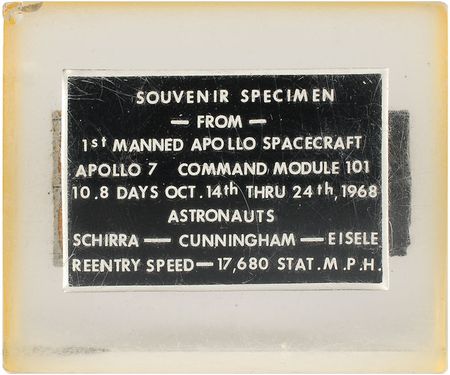 SOUVENIR SPECIMEN
— FROM —
1st MANNED APOLLO SPACECRAFT
APOLLO 7 COMMAND MODULE 101
10.8 DAYS OCT. 14th THRU 24th, 1968
ASTRONAUTS
SCHIRRA — CUNNINGHAM — EISELE
REENTRY SPEED — 17,680 STAT. M.P.H.